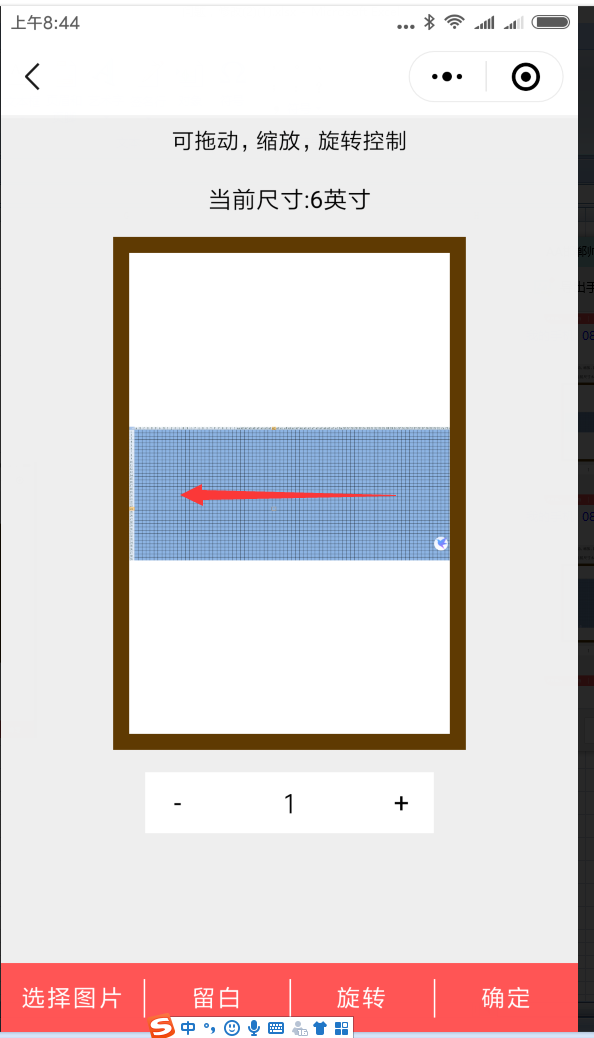 上午8:44
可拖动，缩放，旋转控制
当前尺寸:6英寸
- 1 +
选择图片 留白 旋转 确定
中